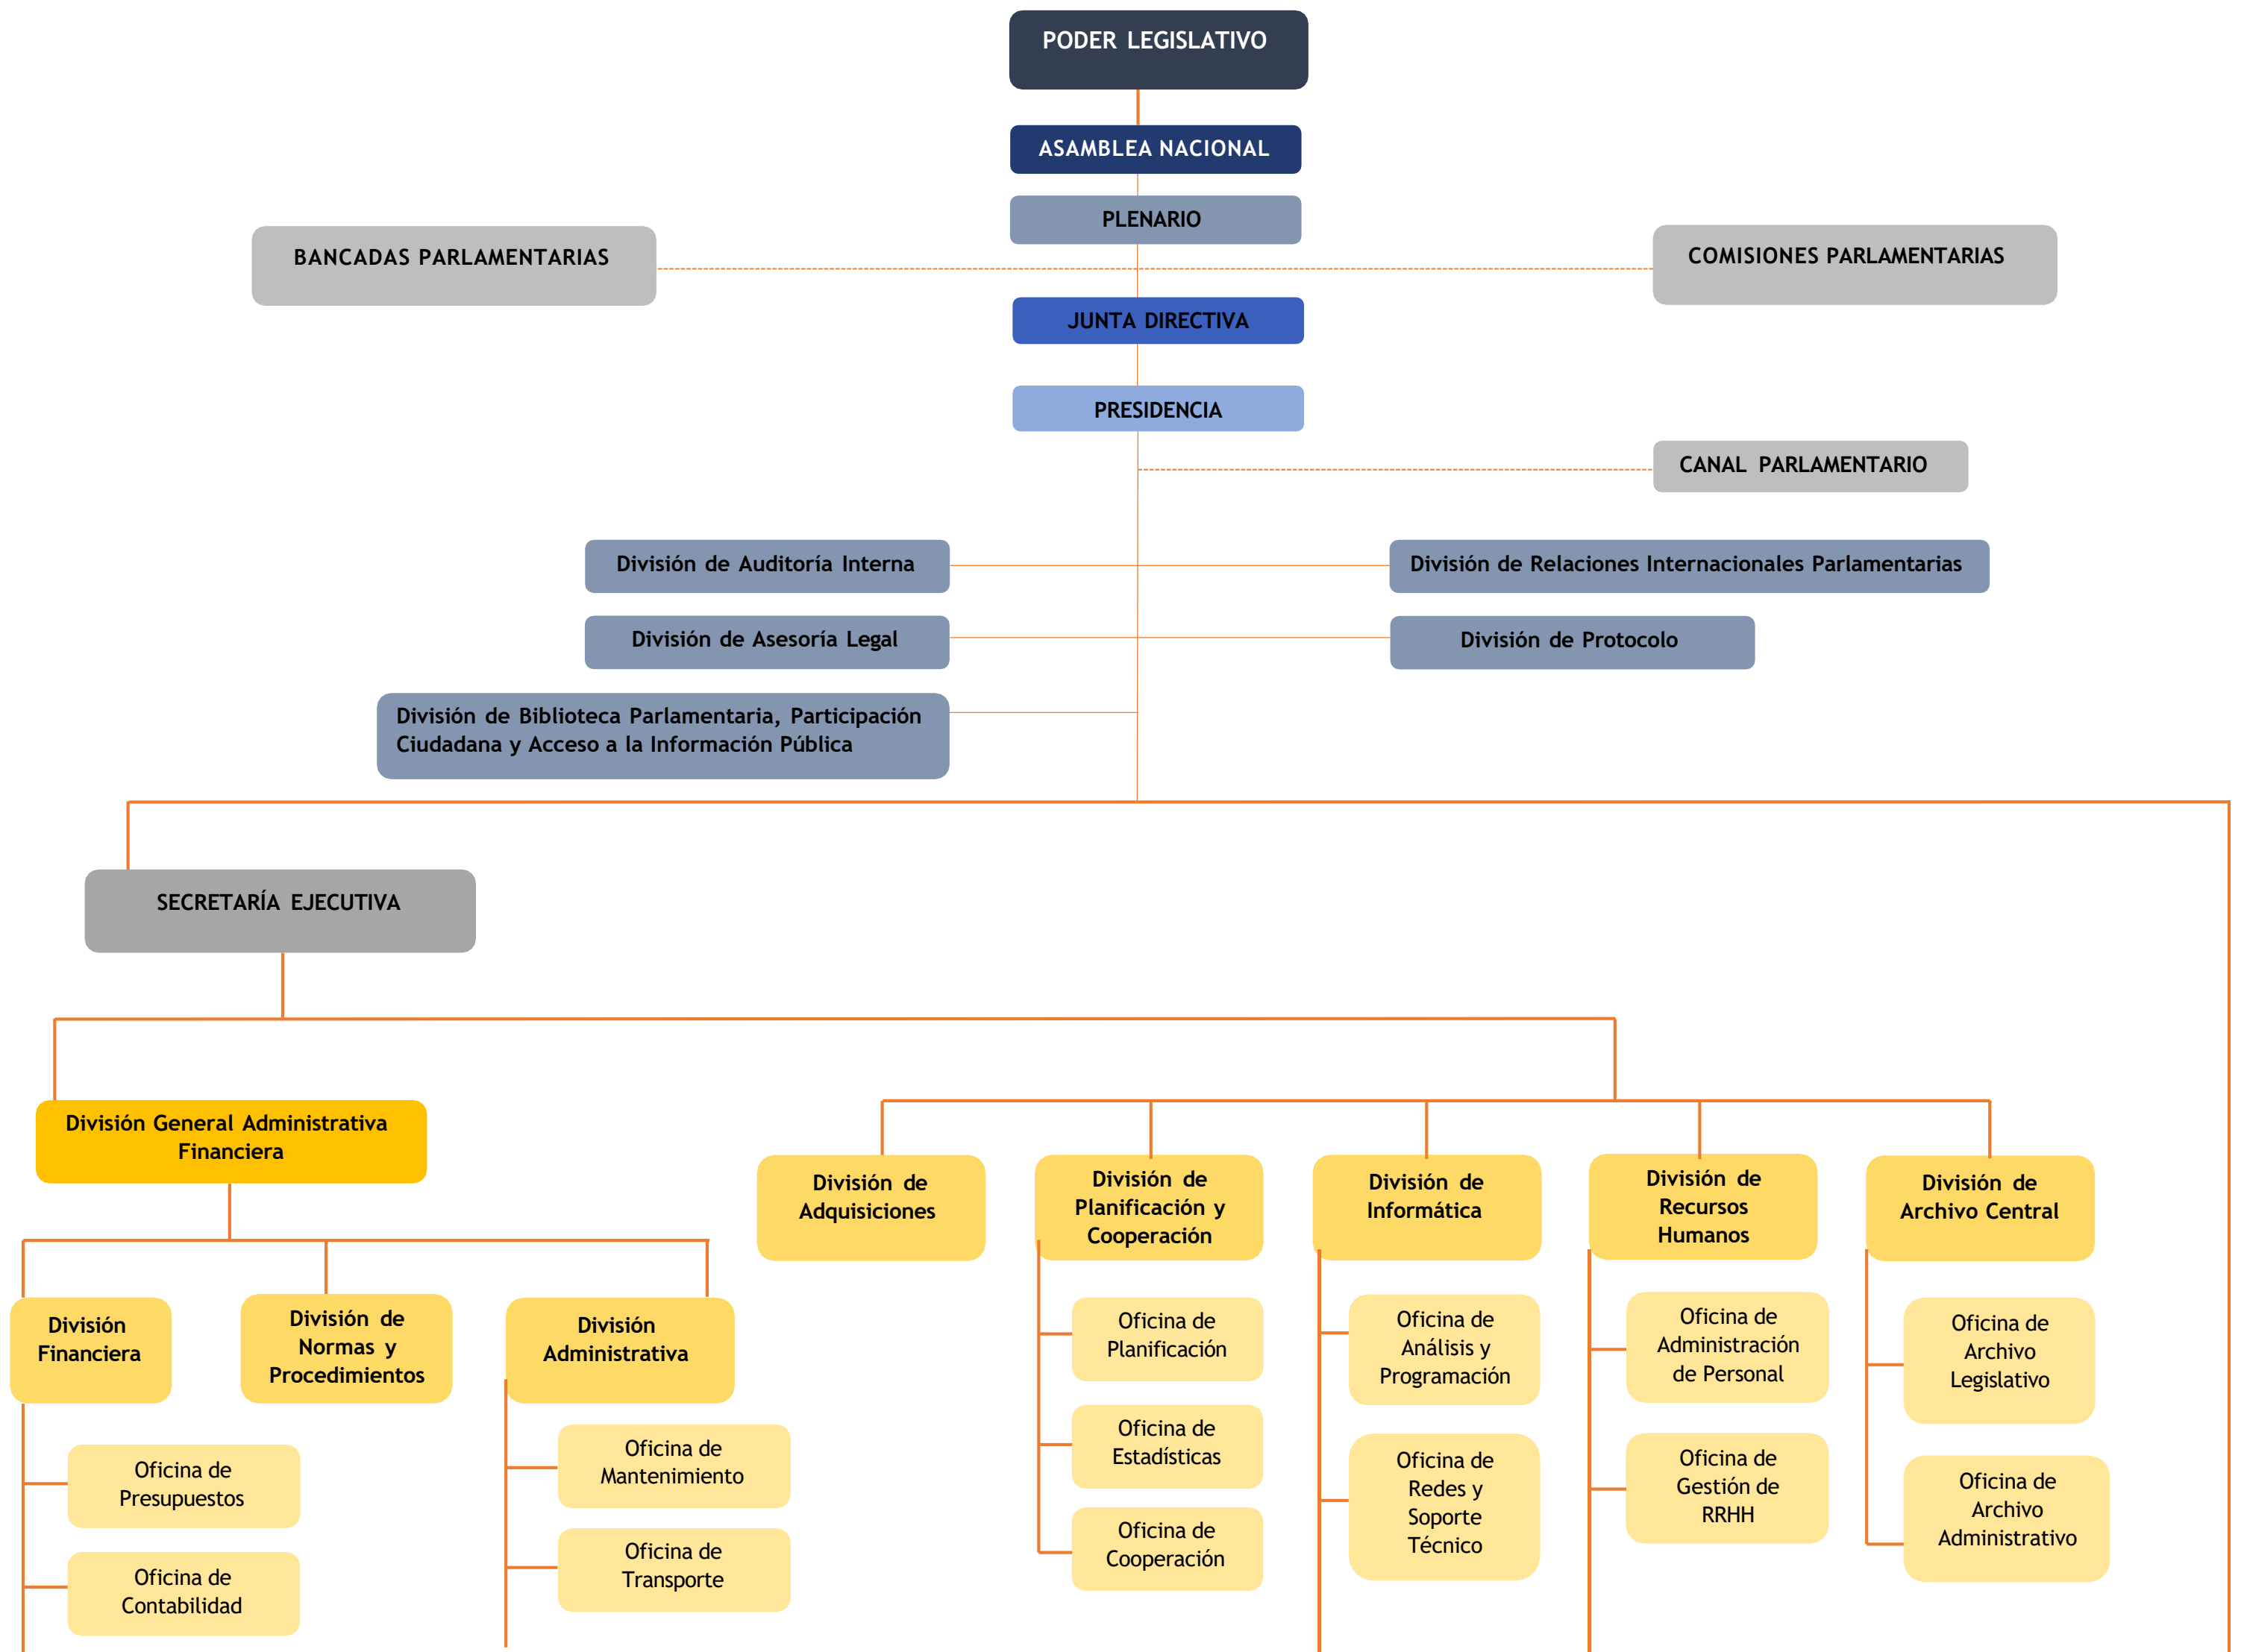 PODER LEGISLATIVO
ASAMBLEA NACIONAL
PLENARIO
BANCADAS PARLAMENTARIAS
COMISIONES PARLAMENTARIAS
JUNTA DIRECTIVA
PRESIDENCIA
CANAL PARLAMENTARIO
División de Auditoría Interna
División de Relaciones Internacionales Parlamentarias
División de Asesoría Legal
División de Protocolo
División de Biblioteca Parlamentaria, Participación
Ciudadana y Acceso a la Información Pública
SECRETARÍA EJECUTIVA
División General Administrativa
Financiera
División de
Adquisiciones
División de
Planificación y
Cooperación
División de
Informática
División de
Recursos
Humanos
División de
Archivo Central
División
Financiera
División de
Normas y
Procedimientos
División
Administrativa
Oficina de
Presupuestos
Oficina de
Contabilidad
Oficina de
Mantenimiento
Oficina de
Transporte
Oficina de
Planificación
Oficina de
Estadísticas
Oficina de
Cooperación
Oficina de
Análisis y
Programación
Oficina de
Redes y
Soporte
Técnico
Oficina de
Administración
de Personal
Oficina de
Gestión de
RRHH
Oficina de
Archivo
Legislativo
Oficina de
Archivo
Administrativo